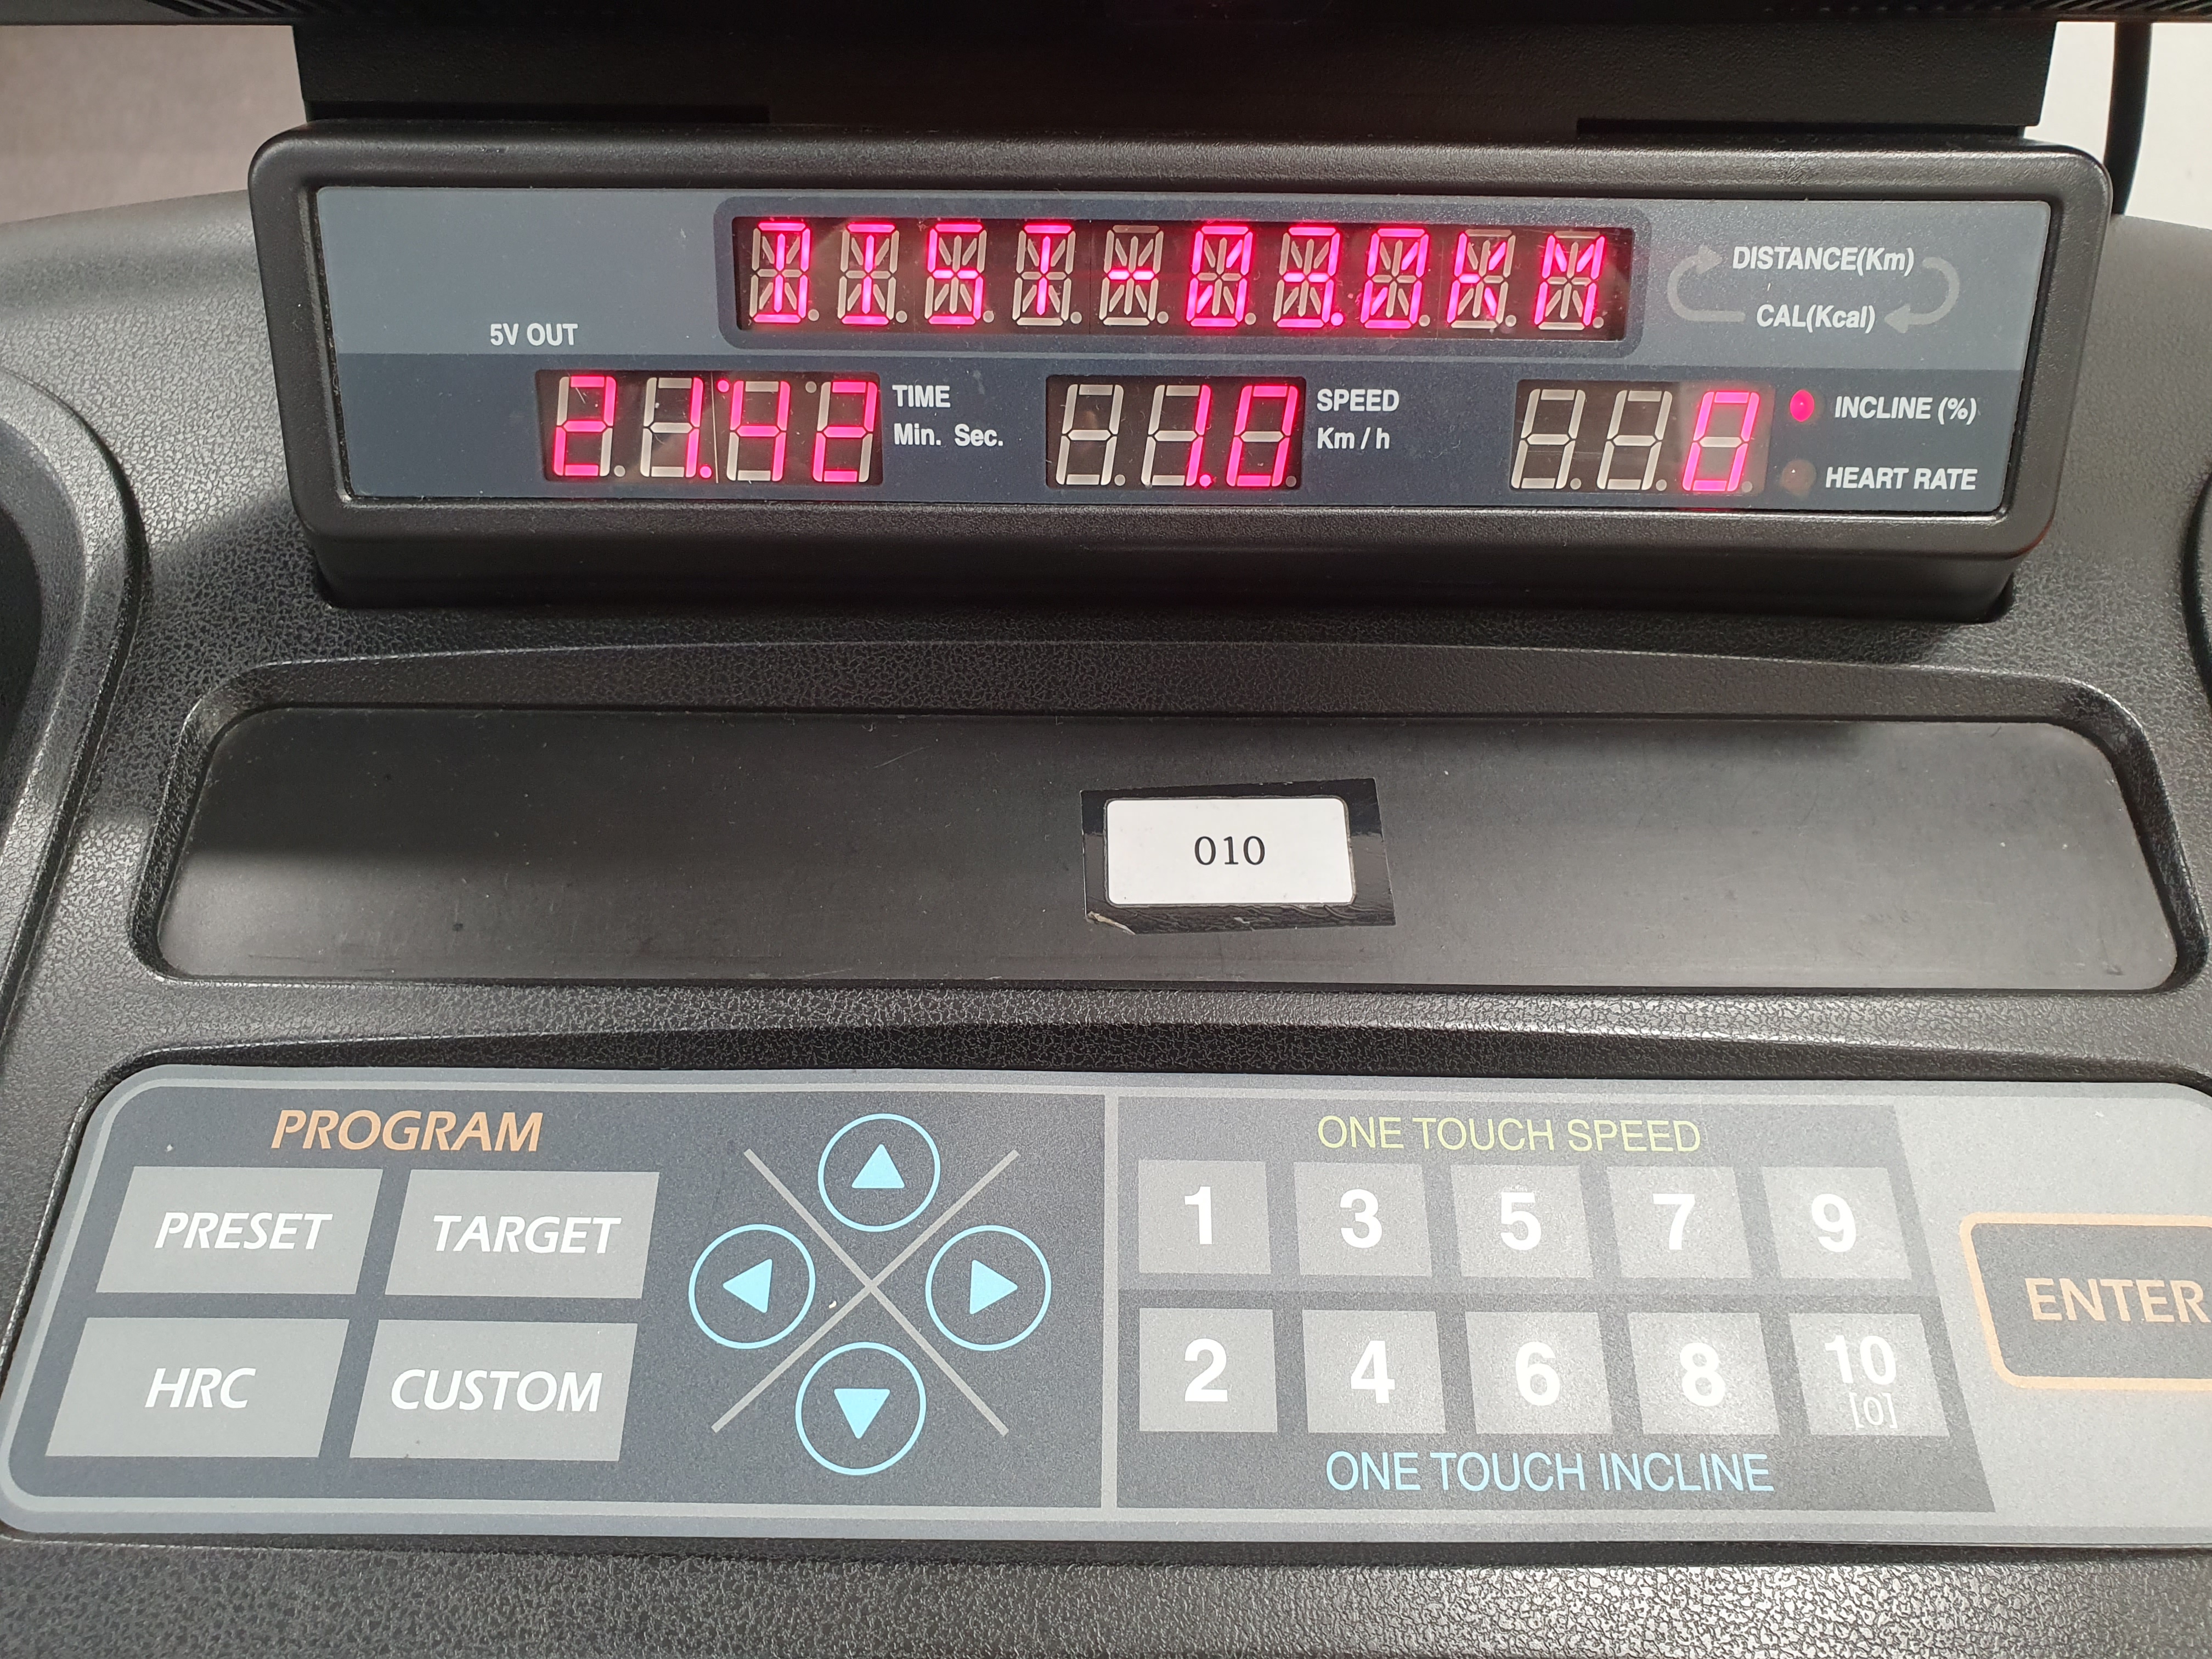 DIST-03.0KM
DISTANCE(Km)
CAL(Kcal)
5V OUT
21:42
TIME
Min. Sec.
1.0
SPEED
Km/h
0
INCLINE (%)
HEART RATE
010
PROGRAM
PRESET TARGET
HRC CUSTOM
ONE TOUCH SPEED
1 3 5 7 9
2 4 6 8 10
[0]
ONE TOUCH INCLINE
ENTER